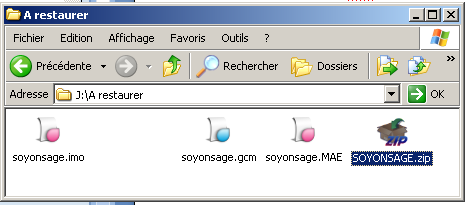 A restaurer
Fichier Edition Affichage Favoris Outils ?
Précédente Rechercher Dossiers »
Adresse J:\A restaurer OK
ZIP
soyonsage.imo soyonsage.gcm soyonsage.MAE SOYONSAGE.zip